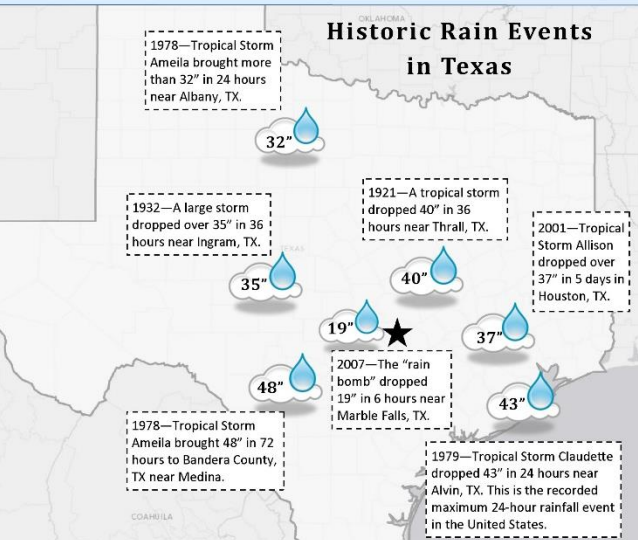 OKLAHOMA
Historic Rain Events
in Texas
1978—Tropical Storm
Ameila brought more
than 32” in 24 hours
near Albany, TX.
32”
1932—A large storm
dropped over 35” in 36
hours near Ingram, TX.
TEXAS
35”
1921—A tropical storm
dropped 40” in 36
hours near Thrall, TX.
40”
2001—Tropical
Storm Allison
dropped over
37” in 5 days in
Houston, TX.
37”
19”
2007—The “rain
bomb” dropped
19” in 6 hours near
Marble Falls, TX.
48”
1978—Tropical Storm
Ameila brought 48” in 72
hours to Bandera County,
TX near Medina.
43”
1979—Tropical Storm Claudette
dropped 43” in 24 hours near
Alvin, TX. This is the recorded
maximum 24-hour rainfall event
in the United States.
COAHUILA